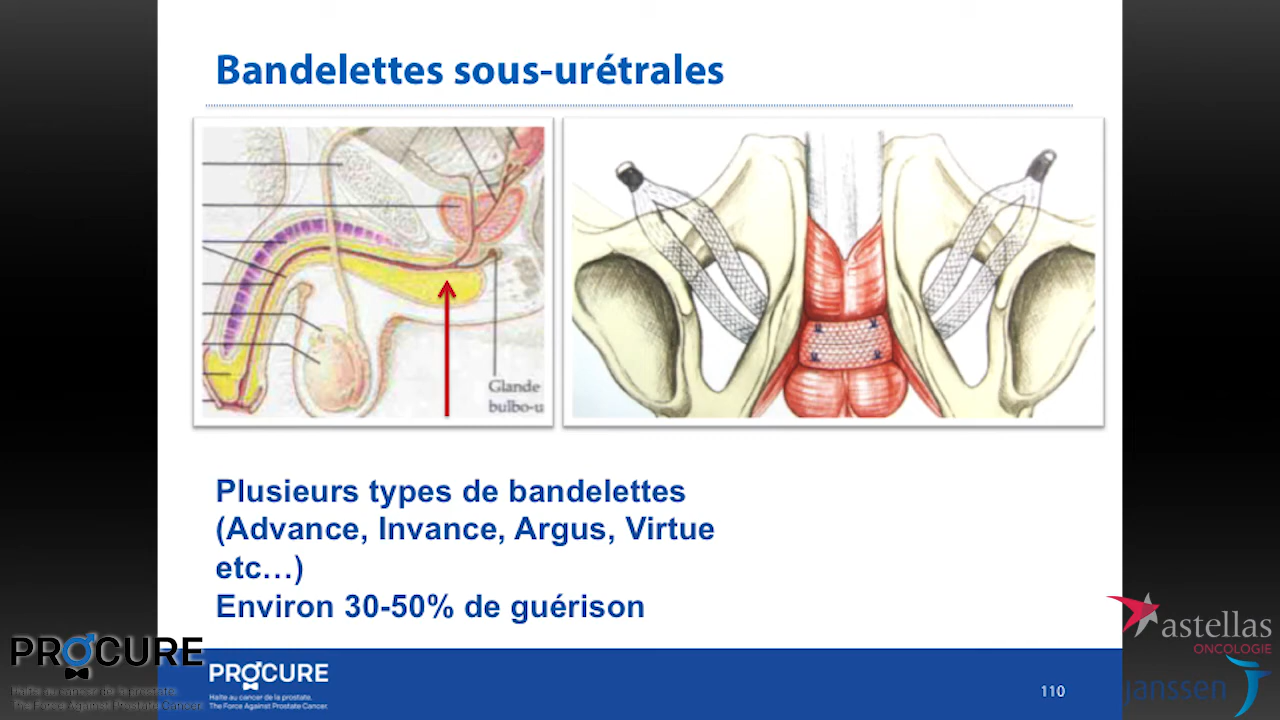 Bandelettes sous-urétrales
Glande
bulbo-u
Plusieurs types de bandelettes
(Advance, Invance, Argus, Virtue
etc…)
Environ 30-50% de guérison
PROCURE
Halte au cancer de la prostate.
The Force Against Prostate Cancer.
PROCURE
Halte au cancer de la prostate.
The Force Against Prostate Cancer.
110
astellas
ONCOLOGIE
janssen